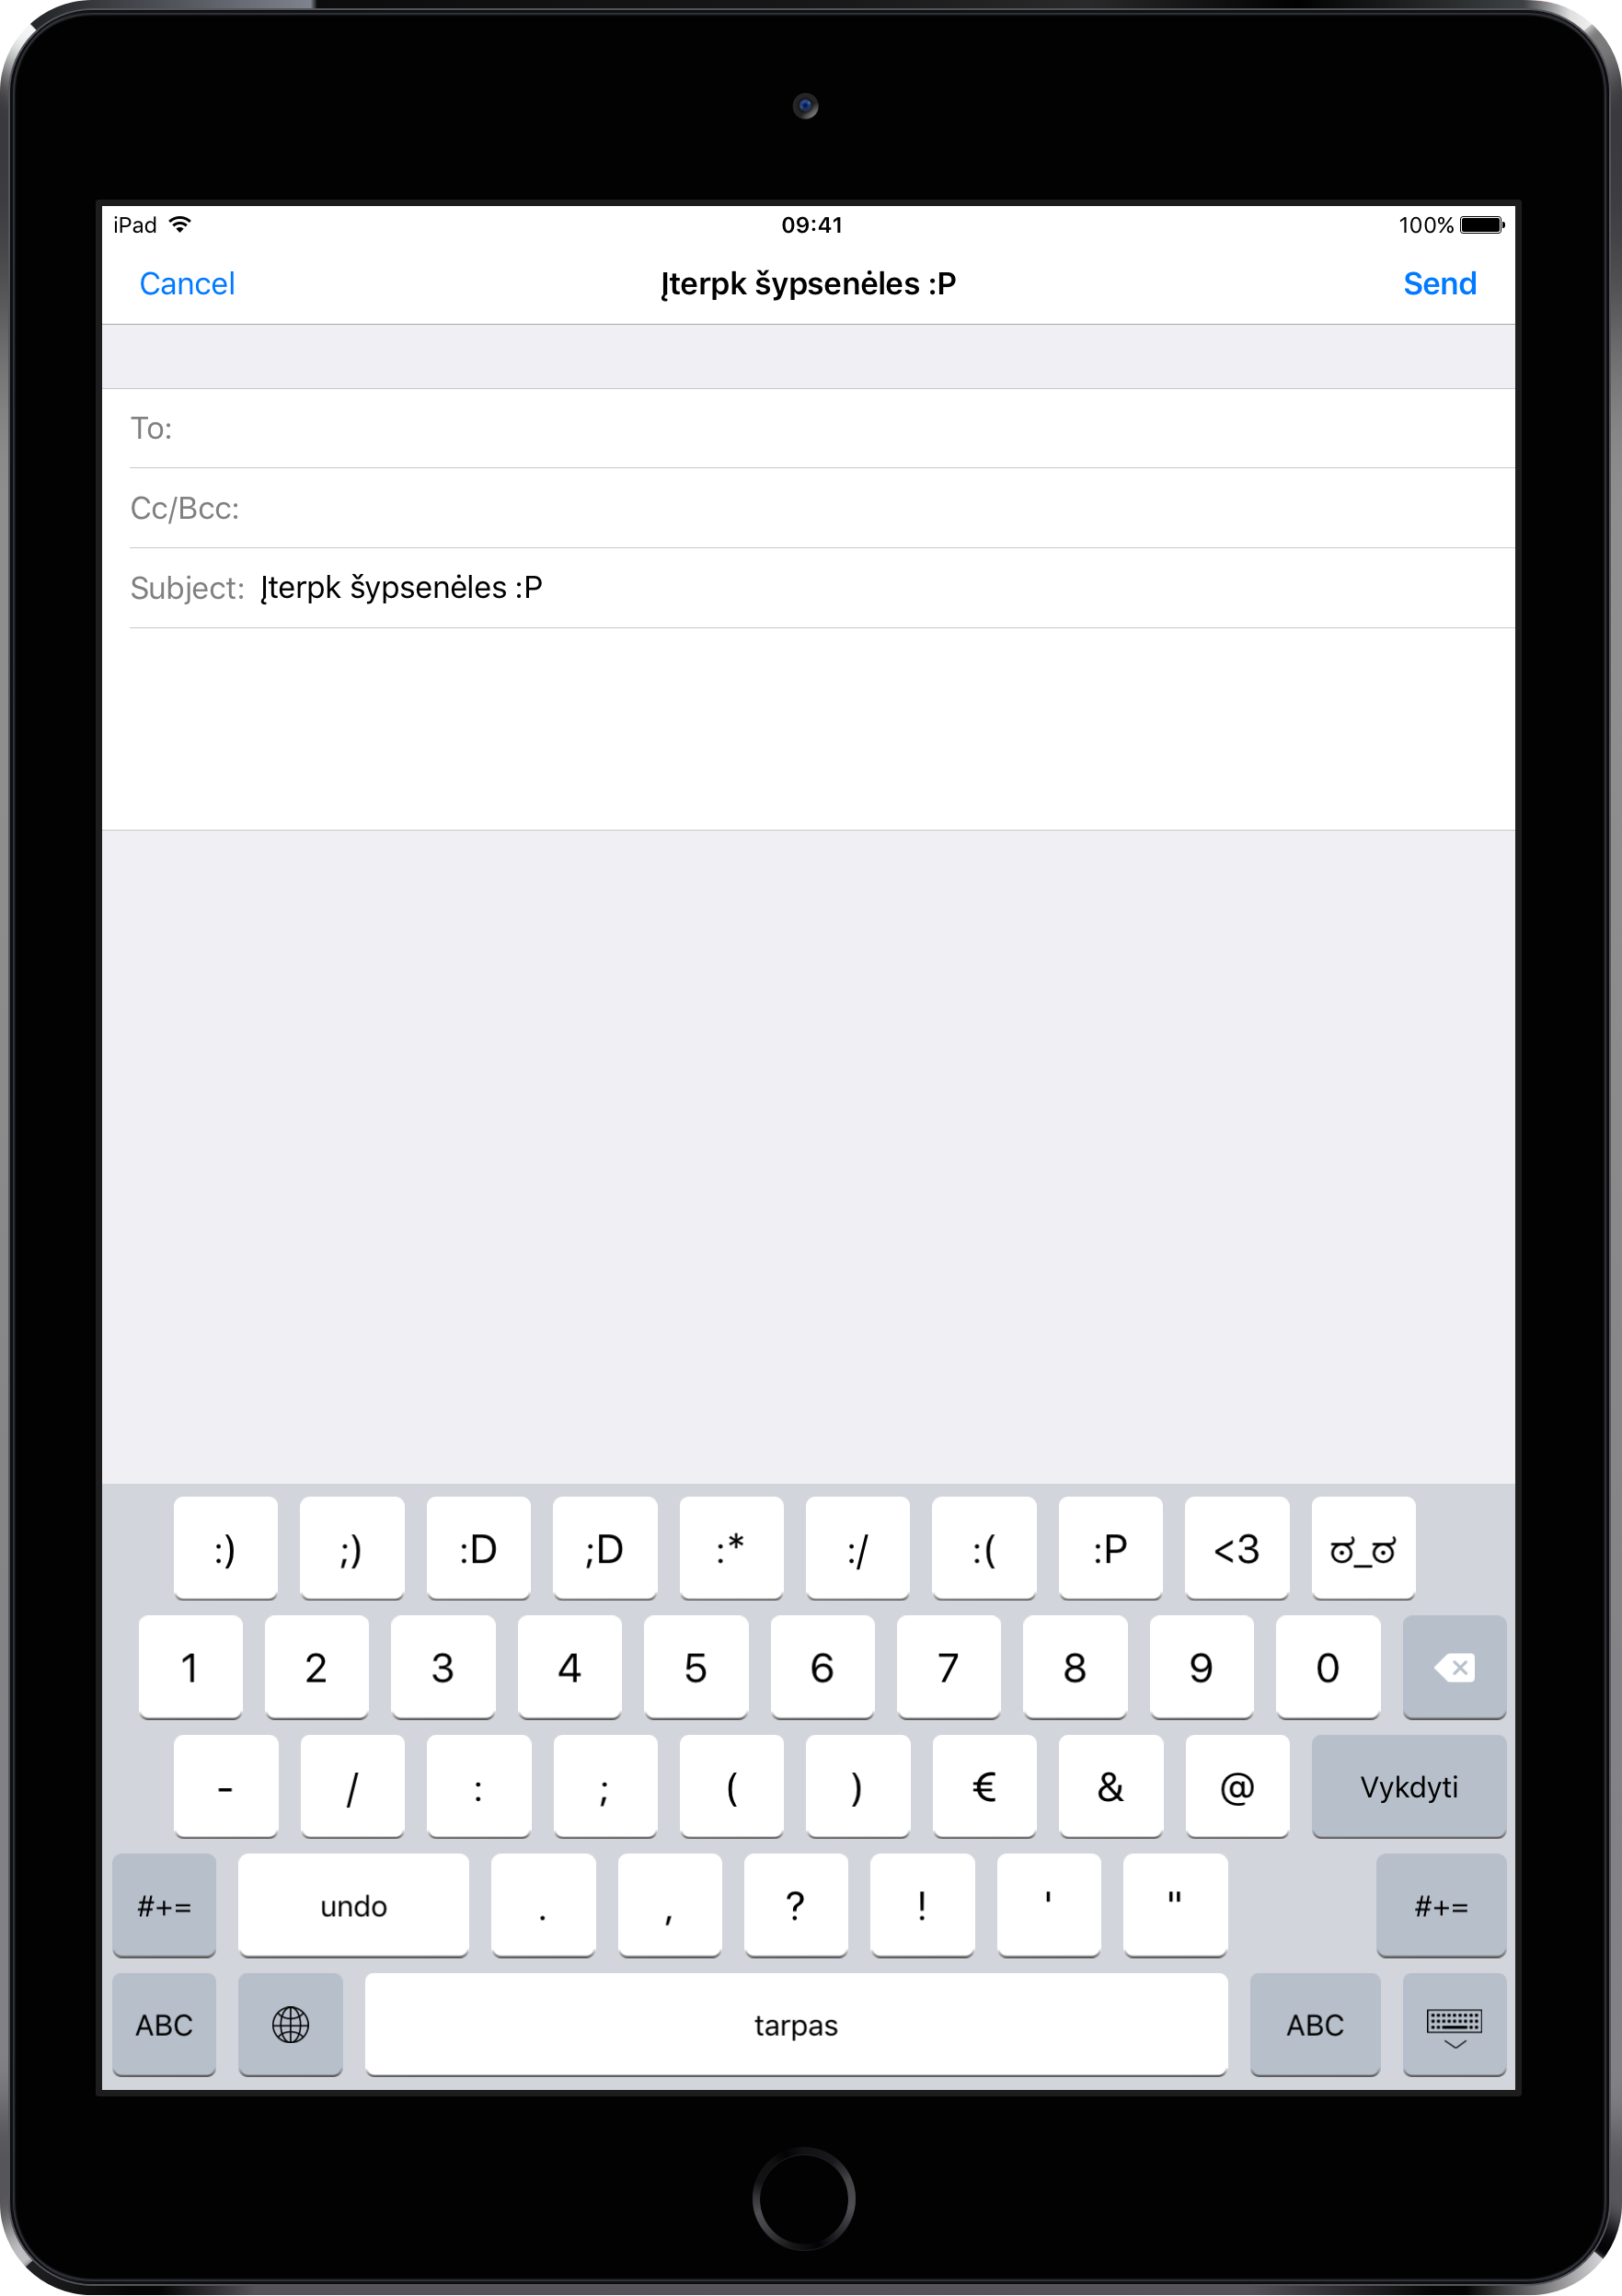 iPad 09:41 100%
Cancel Įterpk šypsenėles :P Send
To:
Cc/Bcc:
Subject: Įterpk šypsenėles :P
:) ;) :D ;D :* :/ :( :P <3 ಠ_ಠ
1 2 3 4 5 6 7 8 9 0
- / : ; ( ) € & @ Vykdyti
#+= undo . , ? ! ' " #+=
ABC tarpas ABC